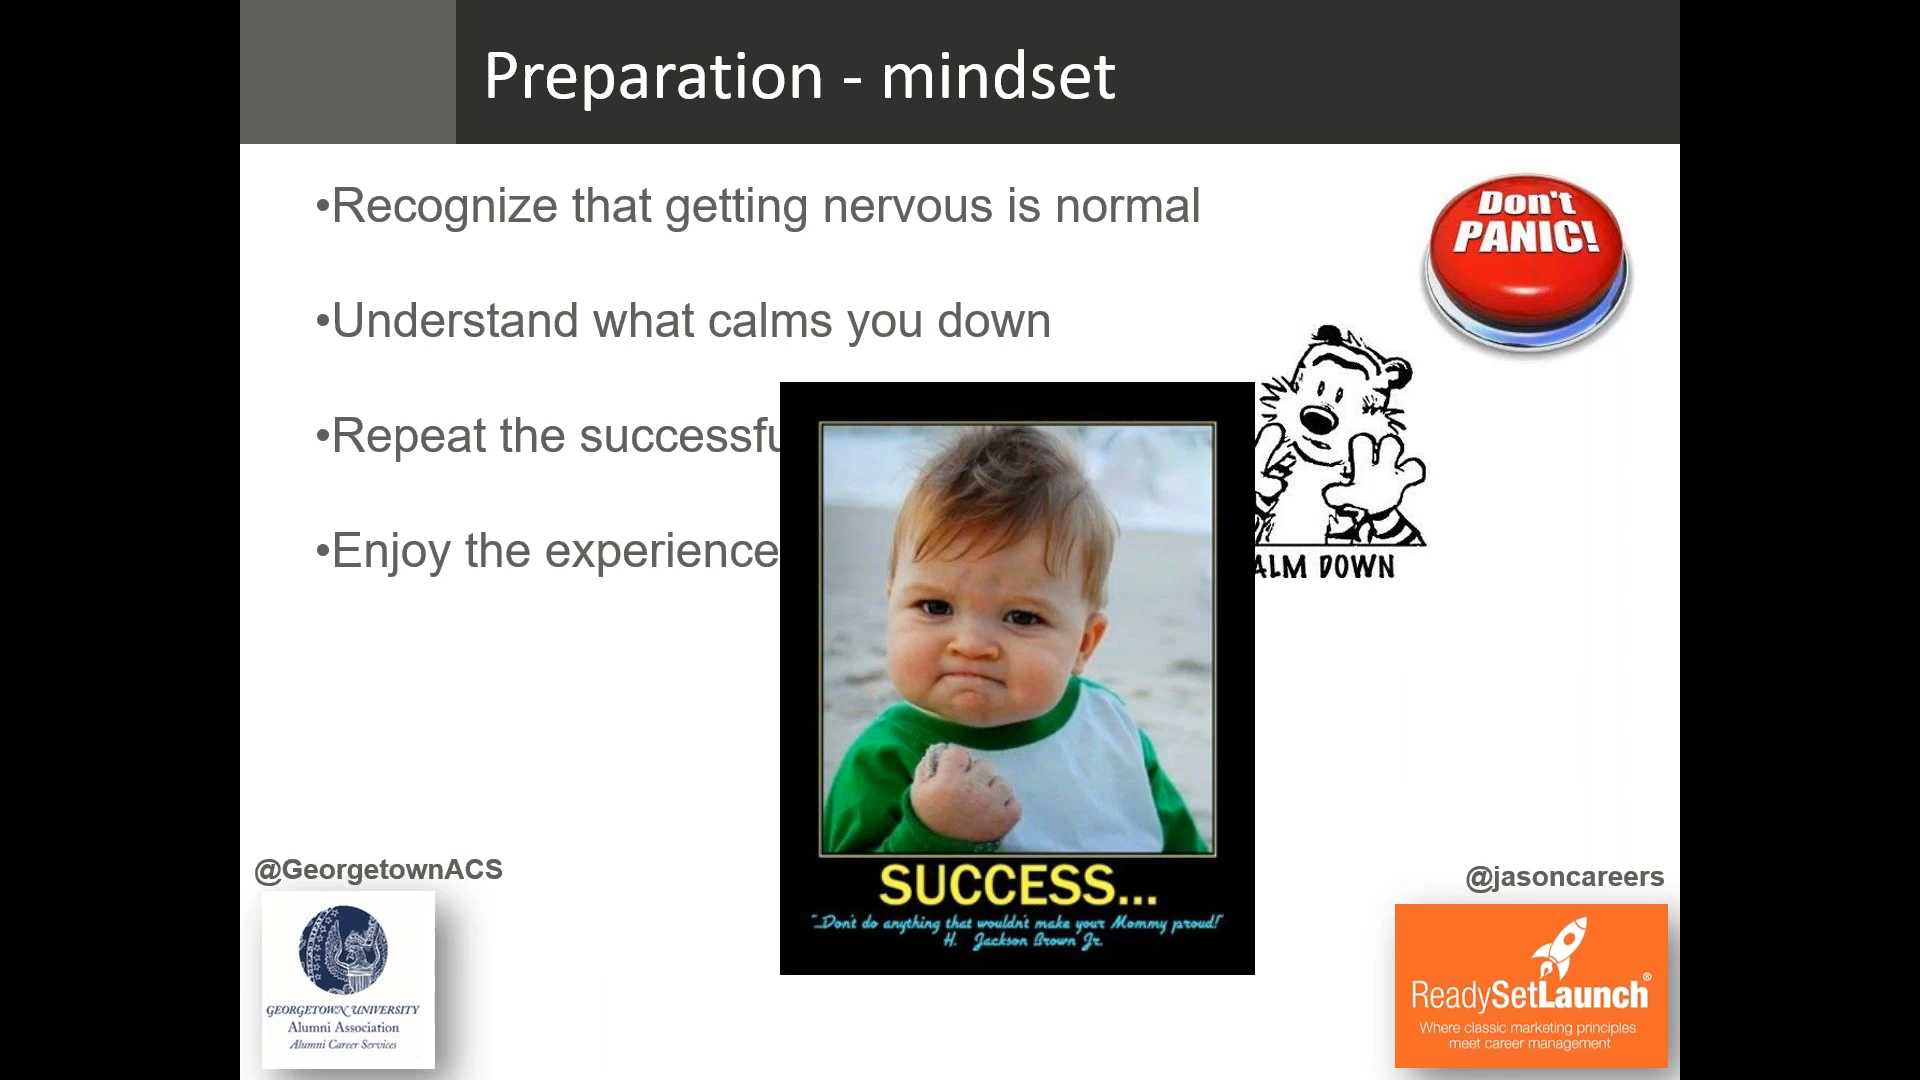 Preparation - mindset
•Recognize that getting nervous is normal
Don't
PANIC!
•Understand what calms you down
•Repeat the successfu
•Enjoy the experience
ALM DOWN
SUCCESS...
"...Don't do anything that wouldn't make your Mommy proud!"
H. Jackson Brown Jr.
@GeorgetownACS
GEORGETOWN UNIVERSITY
Alumni Association
Alumni Career Services
@jasoncareers
ReadySetLaunch®
Where classic marketing principles
meet career management